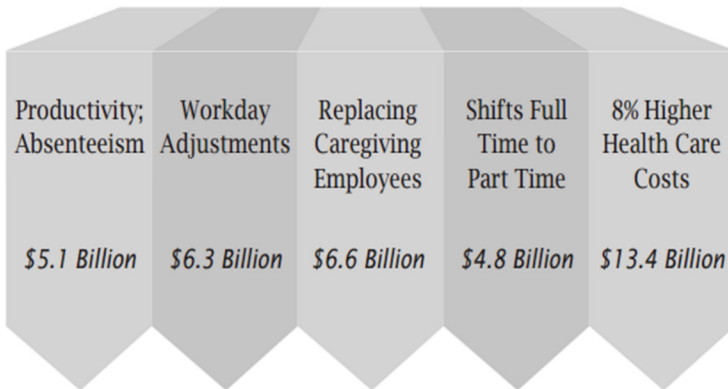 Productivity;
Absenteeism
$5.1 Billion
Workday
Adjustments
$6.3 Billion
Replacing
Caregiving
Employees
$6.6 Billion
Shifts Full
Time to
Part Time
$4.8 Billion
8% Higher
Health Care
Costs
$13.4 Billion